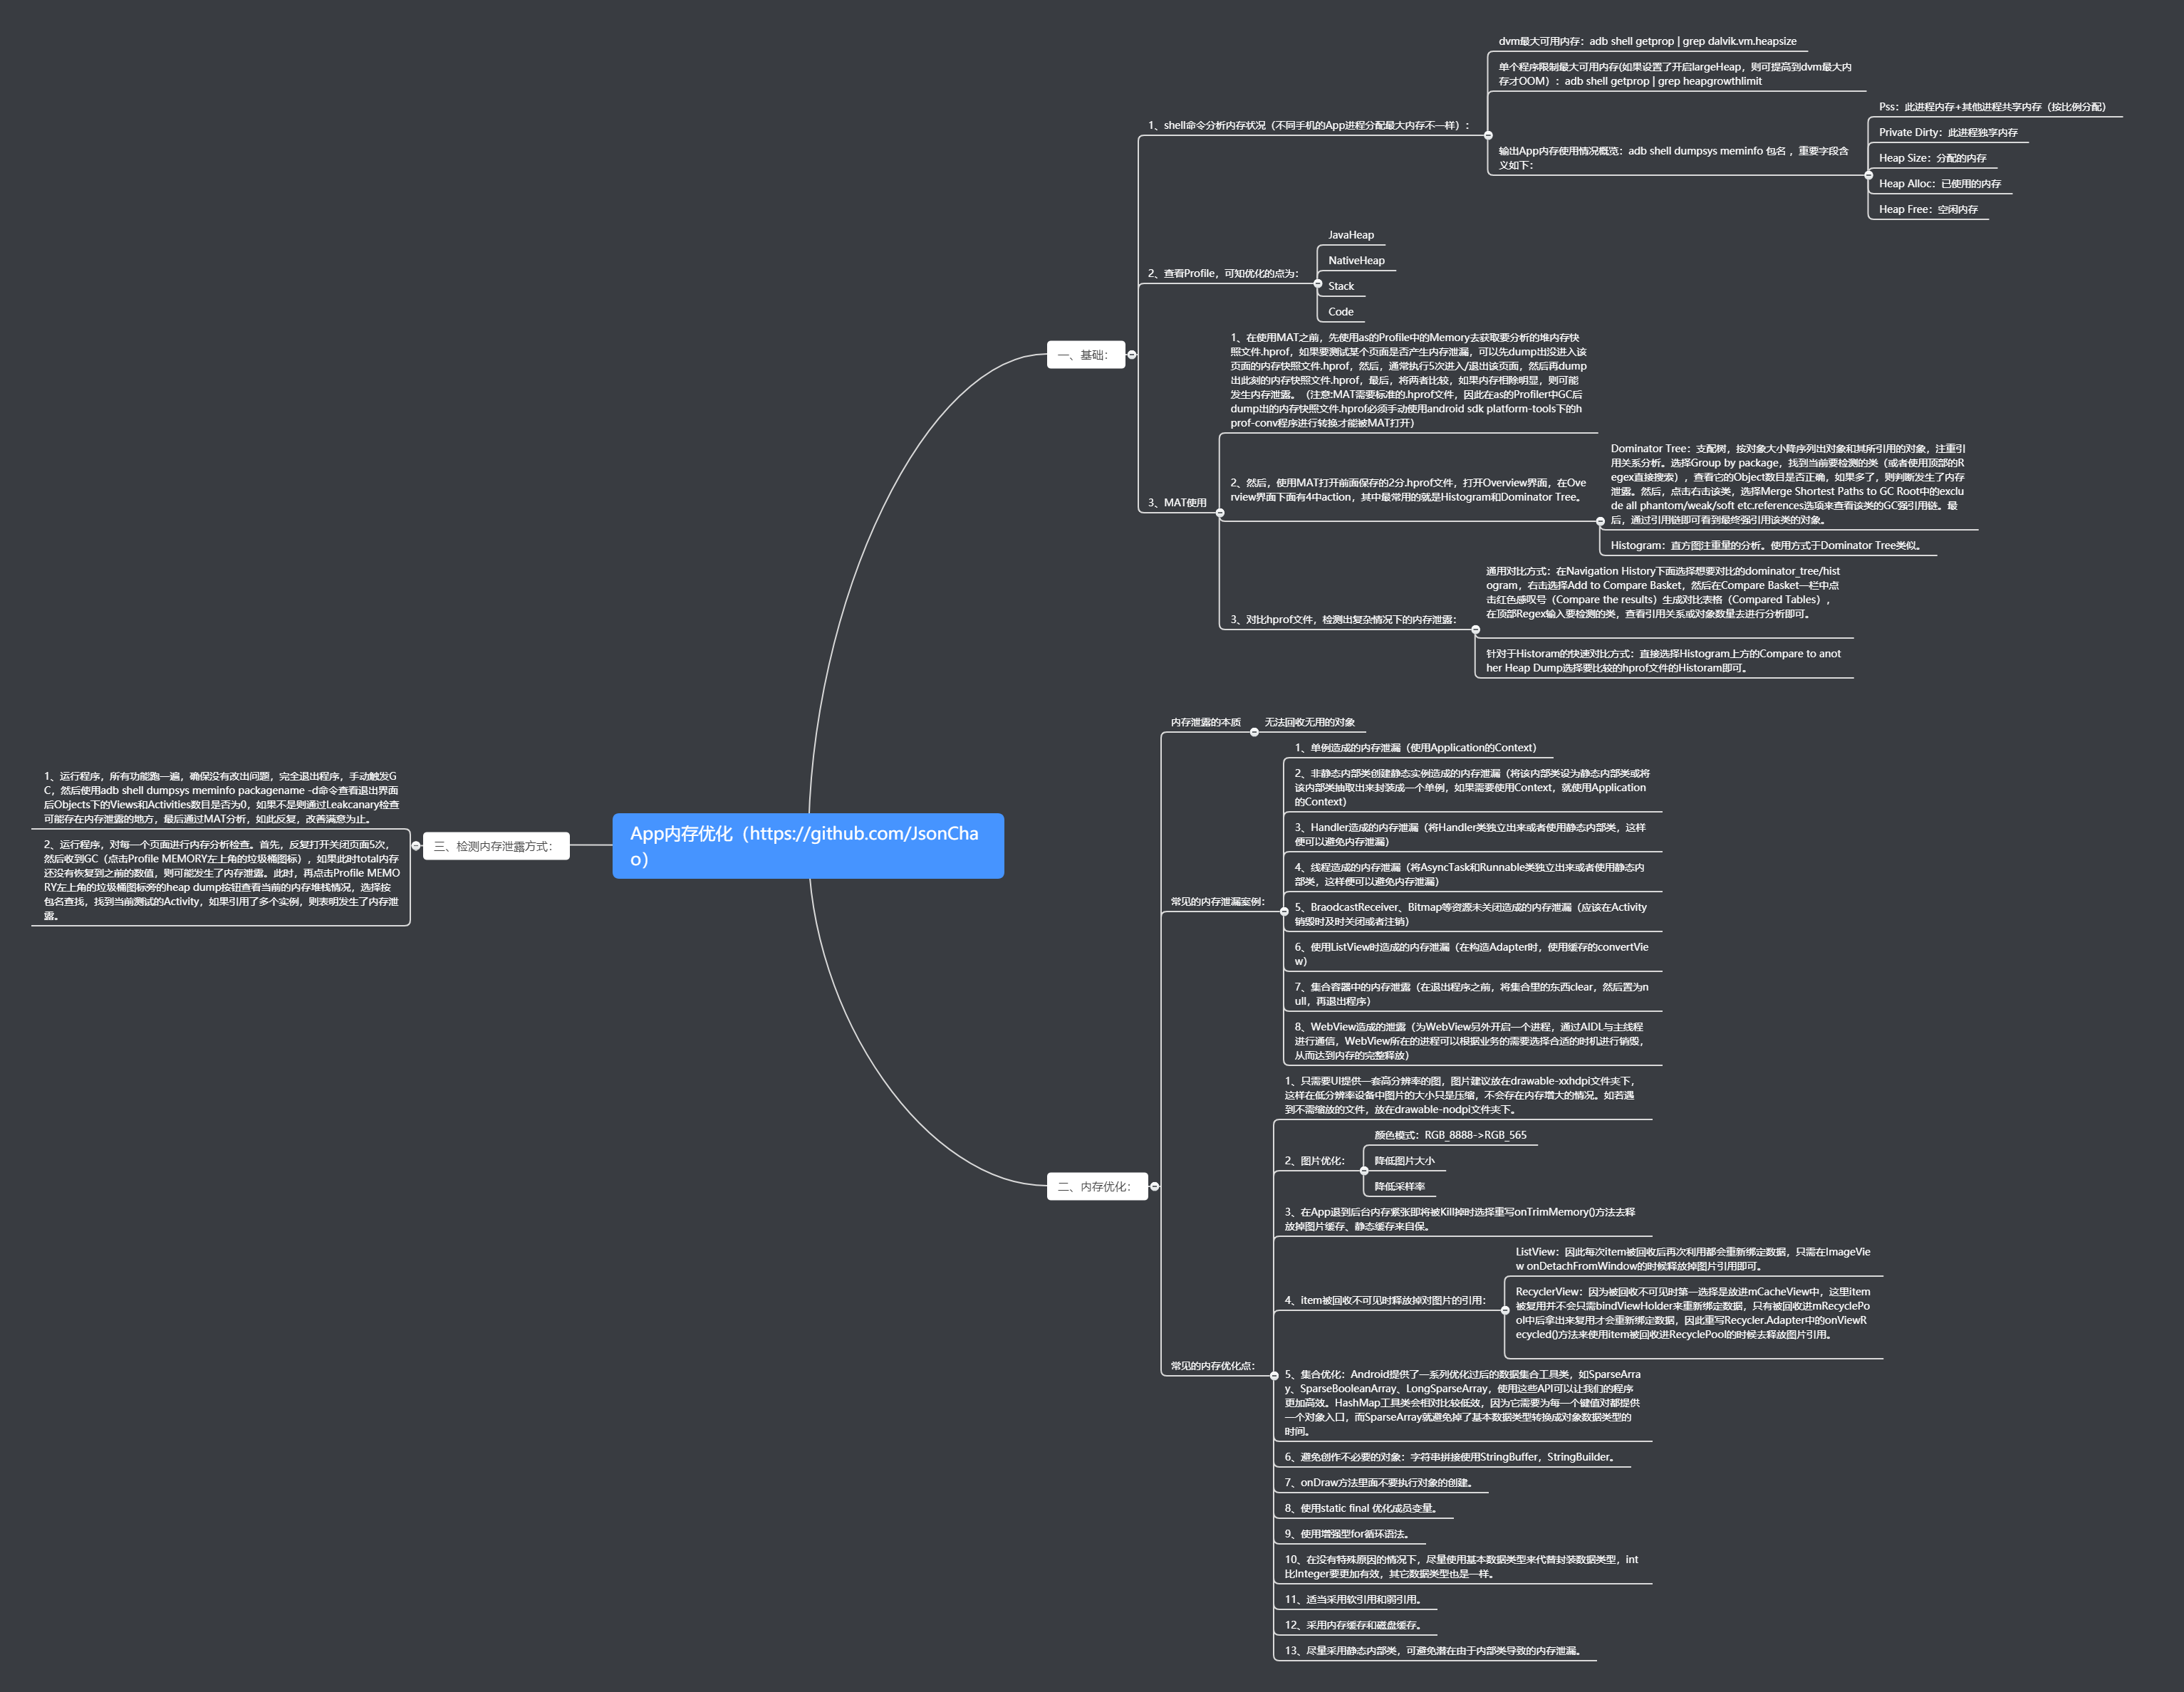 App内存优化（https://github.com/JsonCha
o）
一、基础：
1、shell命令分析内存状况（不同手机的App进程分配最大内存不一样）：
dvm最大可用内存：adb shell getprop | grep dalvik.vm.heapsize
单个程序限制最大可用内存(如果设置了开启largeHeap，则可提高到dvm最大内
存才OOM）：adb shell getprop | grep heapgrowthlimit
输出App内存使用情况概览：adb shell dumpsys meminfo 包名 ，重要字段含
义如下：
Pss：此进程内存+其他进程共享内存（按比例分配）
Private Dirty：此进程独享内存
Heap Size：分配的内存
Heap Alloc：已使用的内存
Heap Free：空闲内存
2、查看Profile，可知优化的点为：
JavaHeap
NativeHeap
Stack
Code
3、MAT使用
1、在使用MAT之前，先使用as的Profile中的Memory去获取要分析的堆内存快
照文件.hprof，如果要测试某个页面是否产生内存泄漏，可以先dump出没进入该
页面的内存快照文件.hprof，然后，通常执行5次进入/退出该页面，然后再dump
出此刻的内存快照文件.hprof，最后，将两者比较，如果内存相除明显，则可能
发生内存泄露。（注意:MAT需要标准的.hprof文件，因此在as的Profiler中GC后
dump出的内存快照文件.hprof必须手动使用android sdk platform-tools下的h
prof-conv程序进行转换才能被MAT打开）
2、然后，使用MAT打开前面保存的2分.hprof文件，打开Overview界面，在Ove
rview界面下面有4中action，其中最常用的就是Histogram和Dominator Tree。
Dominator Tree：支配树，按对象大小降序列出对象和其所引用的对象，注重引
用关系分析。选择Group by package，找到当前要检测的类（或者使用顶部的R
egex直接搜索），查看它的Object数目是否正确，如果多了，则判断发生了内存
泄露。然后，点击右击该类，选择Merge Shortest Paths to GC Root中的exclu
de all phantom/weak/soft etc.references选项来查看该类的GC强引用链。最
后，通过引用链即可看到最终强引用该类的对象。
Histogram：直方图注重量的分析。使用方式于Dominator Tree类似。
3、对比hprof文件，检测出复杂情况下的内存泄露：
通用对比方式：在Navigation History下面选择想要对比的dominator_tree/hist
ogram，右击选择Add to Compare Basket，然后在Compare Basket一栏中点
击红色感叹号（Compare the results）生成对比表格（Compared Tables），
在顶部Regex输入要检测的类，查看引用关系或对象数量去进行分析即可。
针对于Historam的快速对比方式：直接选择Histogram上方的Compare to anot
her Heap Dump选择要比较的hprof文件的Historam即可。
二、内存优化：
内存泄露的本质
无法回收无用的对象
常见的内存泄漏案例：
1、单例造成的内存泄漏（使用Application的Context）
2、非静态内部类创建静态实例造成的内存泄漏（将该内部类设为静态内部类或将
该内部类抽取出来封装成一个单例，如果需要使用Context，就使用Application
的Context）
3、Handler造成的内存泄漏（将Handler类独立出来或者使用静态内部类，这样
便可以避免内存泄漏）
4、线程造成的内存泄漏（将AsyncTask和Runnable类独立出来或者使用静态内
部类，这样便可以避免内存泄漏）
5、BraodcastReceiver、Bitmap等资源未关闭造成的内存泄漏（应该在Activity
销毁时及时关闭或者注销）
6、使用ListView时造成的内存泄漏（在构造Adapter时，使用缓存的convertVie
w）
7、集合容器中的内存泄露（在退出程序之前，将集合里的东西clear，然后置为n
ull，再退出程序）
8、WebView造成的泄露（为WebView另外开启一个进程，通过AIDL与主线程
进行通信，WebView所在的进程可以根据业务的需要选择合适的时机进行销毁，
从而达到内存的完整释放）
常见的内存优化点：
1、只需要UI提供一套高分辨率的图，图片建议放在drawable-xxhdpi文件夹下，
这样在低分辨率设备中图片的大小只是压缩，不会存在内存增大的情况。如若遇
到不需缩放的文件，放在drawable-nodpi文件夹下。
2、图片优化：
颜色模式：RGB_8888->RGB_565
降低图片大小
降低采样率
3、在App退到后台内存紧张即将被Kill掉时选择重写onTrimMemory()方法去释
放掉图片缓存、静态缓存来自保。
4、item被回收不可见时释放掉对图片的引用：
ListView：因此每次item被回收后再次利用都会重新绑定数据，只需在ImageVie
w onDetachFromWindow的时候释放掉图片引用即可。
RecyclerView：因为被回收不可见时第一选择是放进mCacheView中，这里item
被复用并不会只需bindViewHolder来重新绑定数据，只有被回收进mRecyclePo
ol中后拿出来复用才会重新绑定数据，因此重写Recycler.Adapter中的onViewR
ecycled()方法来使用item被回收进RecyclePool的时候去释放图片引用。
5、集合优化：Android提供了一系列优化过后的数据集合工具类，如SparseArra
y、SparseBooleanArray、LongSparseArray，使用这些API可以让我们的程序
更加高效。HashMap工具类会相对比较低效，因为它需要为每一个键值对都提供
一个对象入口，而SparseArray就避免掉了基本数据类型转换成对象数据类型的
时间。
6、避免创作不必要的对象：字符串拼接使用StringBuffer，StringBuilder。
7、onDraw方法里面不要执行对象的创建。
8、使用static final 优化成员变量。
9、使用增强型for循环语法。
10、在没有特殊原因的情况下，尽量使用基本数据类型来代替封装数据类型，int
比Integer要更加有效，其它数据类型也是一样。
11、适当采用软引用和弱引用。
12、采用内存缓存和磁盘缓存。
13、尽量采用静态内部类，可避免潜在由于内部类导致的内存泄漏。
三、检测内存泄露方式：
1、运行程序，所有功能跑一遍，确保没有改出问题，完全退出程序，手动触发G
C，然后使用adb shell dumpsys meminfo packagename -d命令查看退出界面
后Objects下的Views和Activities数目是否为0，如果不是则通过Leakcanary检查
可能存在内存泄露的地方，最后通过MAT分析，如此反复，改善满意为止。
2、运行程序，对每一个页面进行内存分析检查。首先，反复打开关闭页面5次，
然后收到GC（点击Profile MEMORY左上角的垃圾桶图标），如果此时total内存
还没有恢复到之前的数值，则可能发生了内存泄露。此时，再点击Profile MEMO
RY左上角的垃圾桶图标旁的heap dump按钮查看当前的内存堆栈情况，选择按
包名查找，找到当前测试的Activity，如果引用了多个实例，则表明发生了内存泄
露。